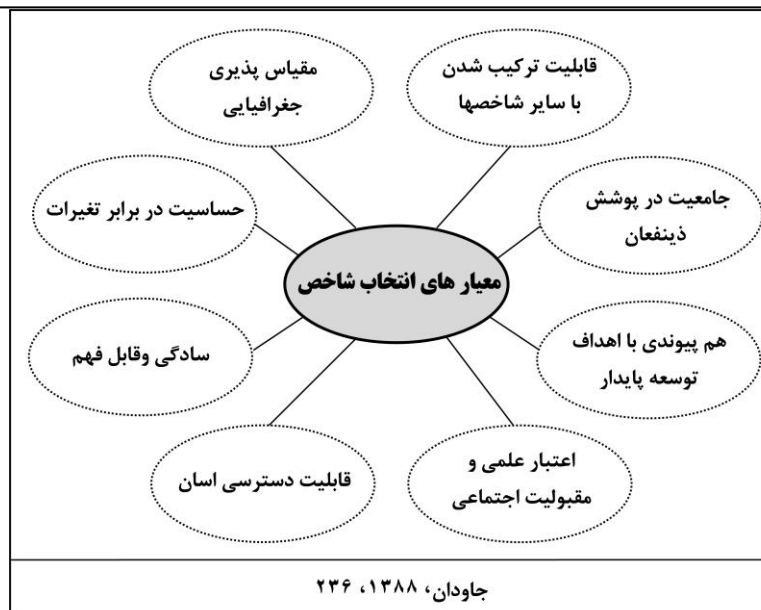 قابلیت ترکیب شدن
با سایر شاخصها
مقیاس پذیری
جغرافیایی
جامعیت در پوشش
ذینفعان
حساسیت در برابر تغیرات
معیار های انتخاب شاخص
هم پیوندی با اهداف
توسعه پایدار
سادگی وقابل فهم
اعتبار علمی و
مقبولیت اجتماعی
قابلیت دسترسی اسان
جاودان، ۱۳۸۸، ۲۳۶